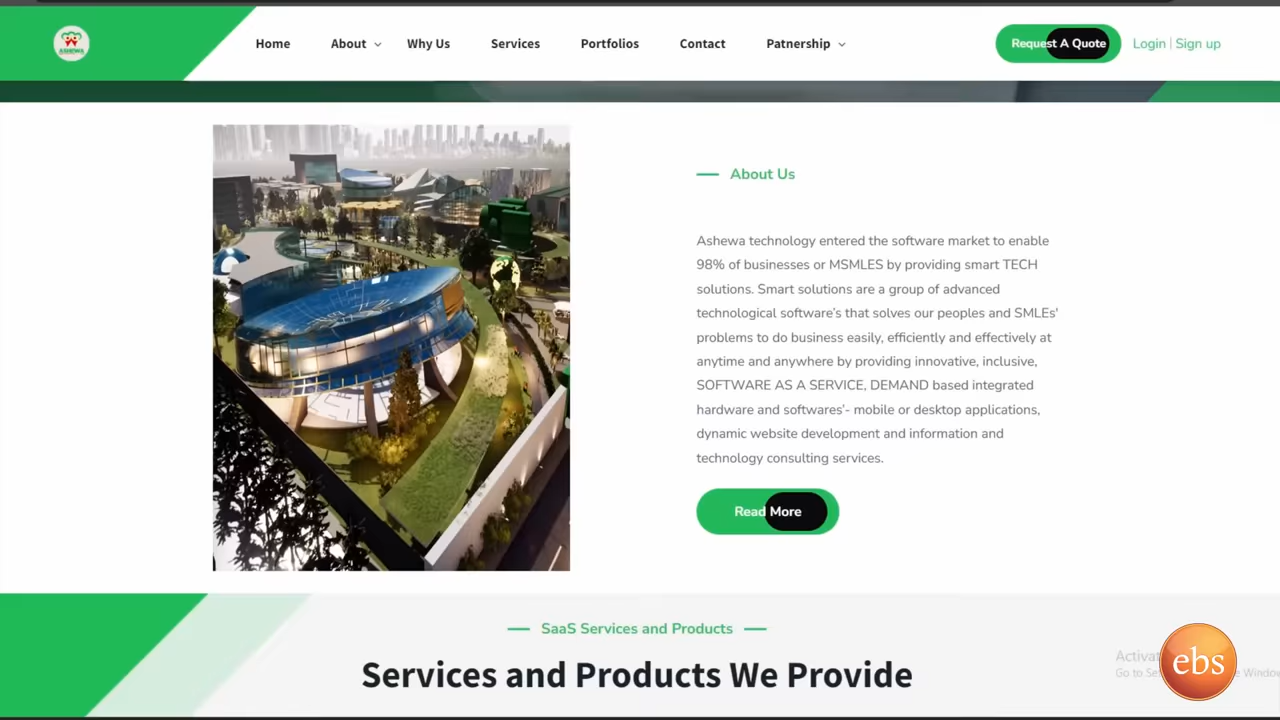 ASHEWA
Home
About
Why Us
Services
Portfolios
Contact
Patnership
Request A Quote
Login | Sign up
About Us
Ashewa technology entered the software market to enable
98% of businesses or MSMLES by providing smart TECH
solutions. Smart solutions are a group of advanced
technological software's that solves our peoples and SMLEs'
problems to do business easily, efficiently and effectively at
anytime and anywhere by providing innovative, inclusive,
SOFTWARE AS A SERVICE, DEMAND based integrated
hardware and softwares'- mobile or desktop applications,
dynamic website development and information and
technology consulting services.
Read More
SaaS Services and Products
Services and Products We Provide
Go to
ebs